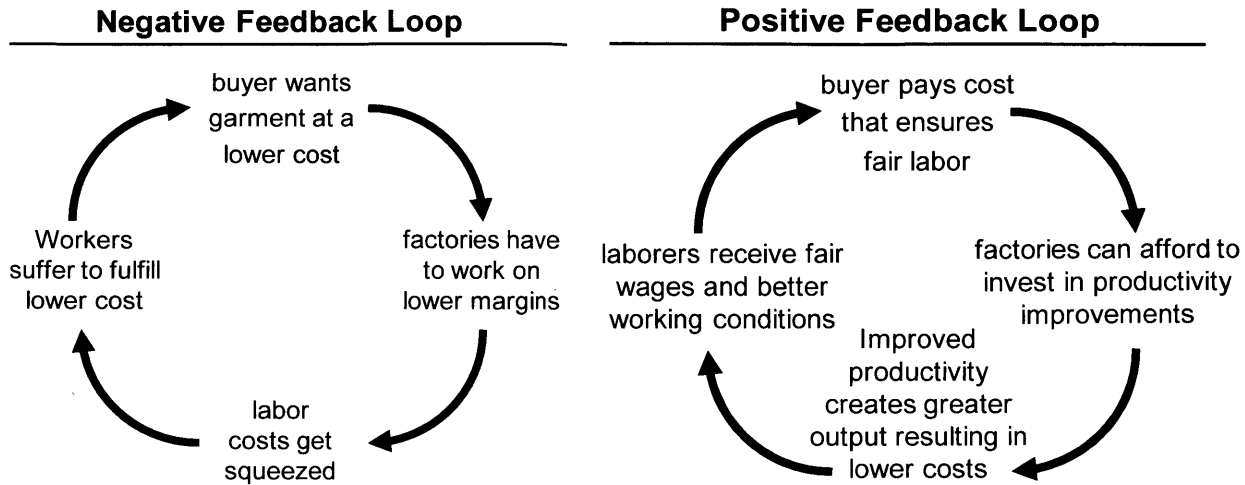 Negative Feedback Loop
buyer wants
garment at a
lower cost
factories have
to work on
lower margins
labor
costs get
squeezed
Workers
suffer to fulfill
lower cost
Positive Feedback Loop
buyer pays cost
that ensures
fair labor
factories can afford to
invest in productivity
improvements
Improved
productivity
creates greater
output resulting in
lower costs
laborers receive fair
wages and better
working conditions